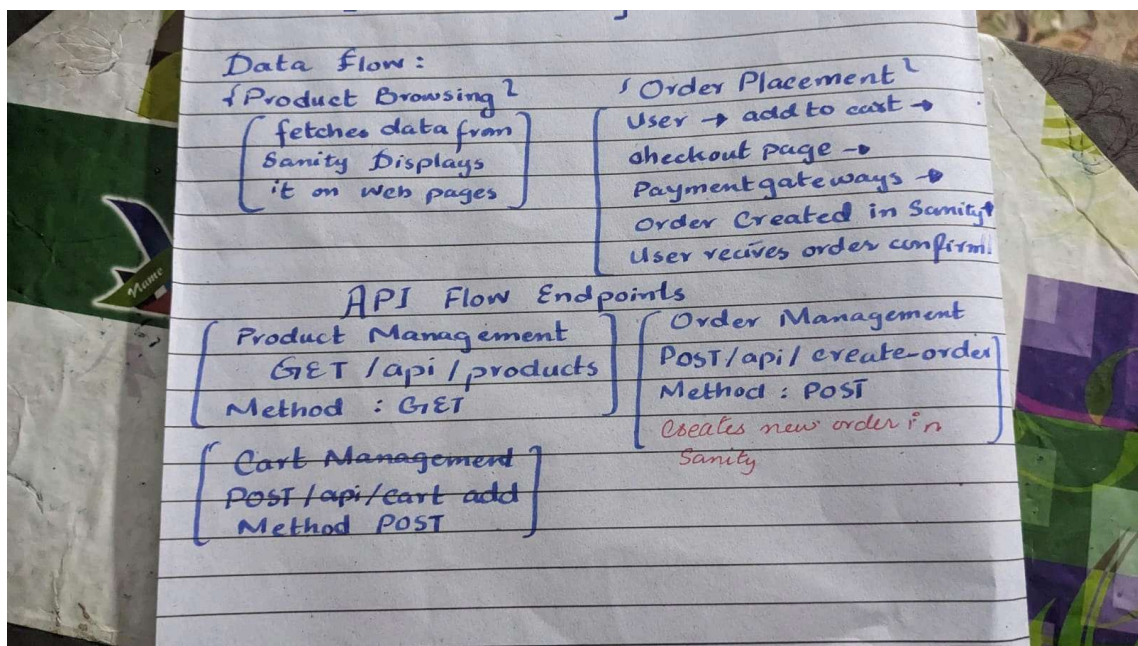 Data Flow:
{Product Browsing}
fetches data from
Sanity Displays
it on web pages
{Order Placement}
User → add to cart →
checkout page →
Payment gateways →
Order Created in Sanity
User recives order confirm
API Flow Endpoints
Product Management
GET /api/products
Method : GET
Order Management
POST/api/create-order
Method : POST
Creates new order in
Sanity
Cart Management
POST /api/cart add
Method POST
Name